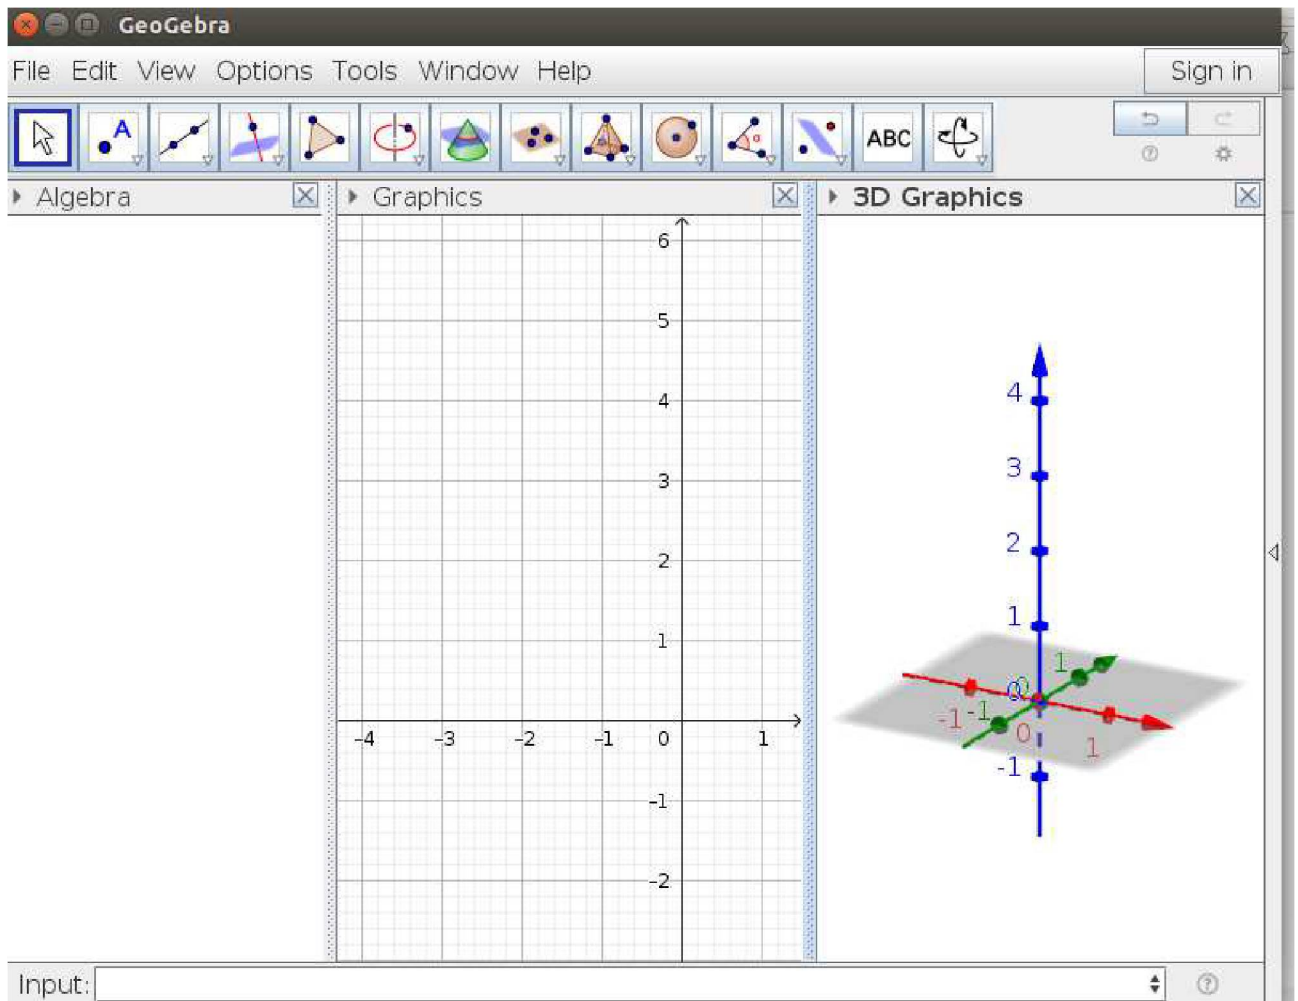 GeoGebra
File Edit View Options Tools Window Help
Sign in
A
α
ABC
Algebra
Graphics
3D Graphics
6
5
4
3
2
1
-4 -3 -2 -1 0 1
-1
-2
4
3
2
1
1
0 0
-1 -1 0 1
-1
Input: